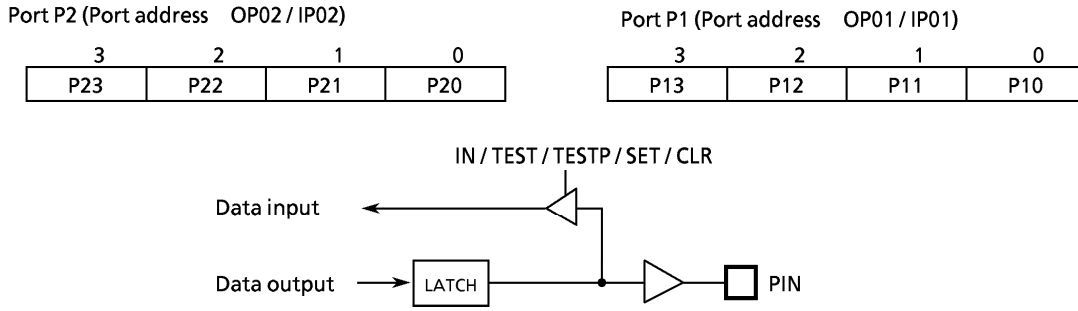 Port P2 (Port address OP02 / IP02)
3 2 1 0
P23 P22 P21 P20
Port P1 (Port address OP01 / IP01)
3 2 1 0
P13 P12 P11 P10
IN / TEST / TESTP / SET / CLR
Data input
Data output LATCH PIN